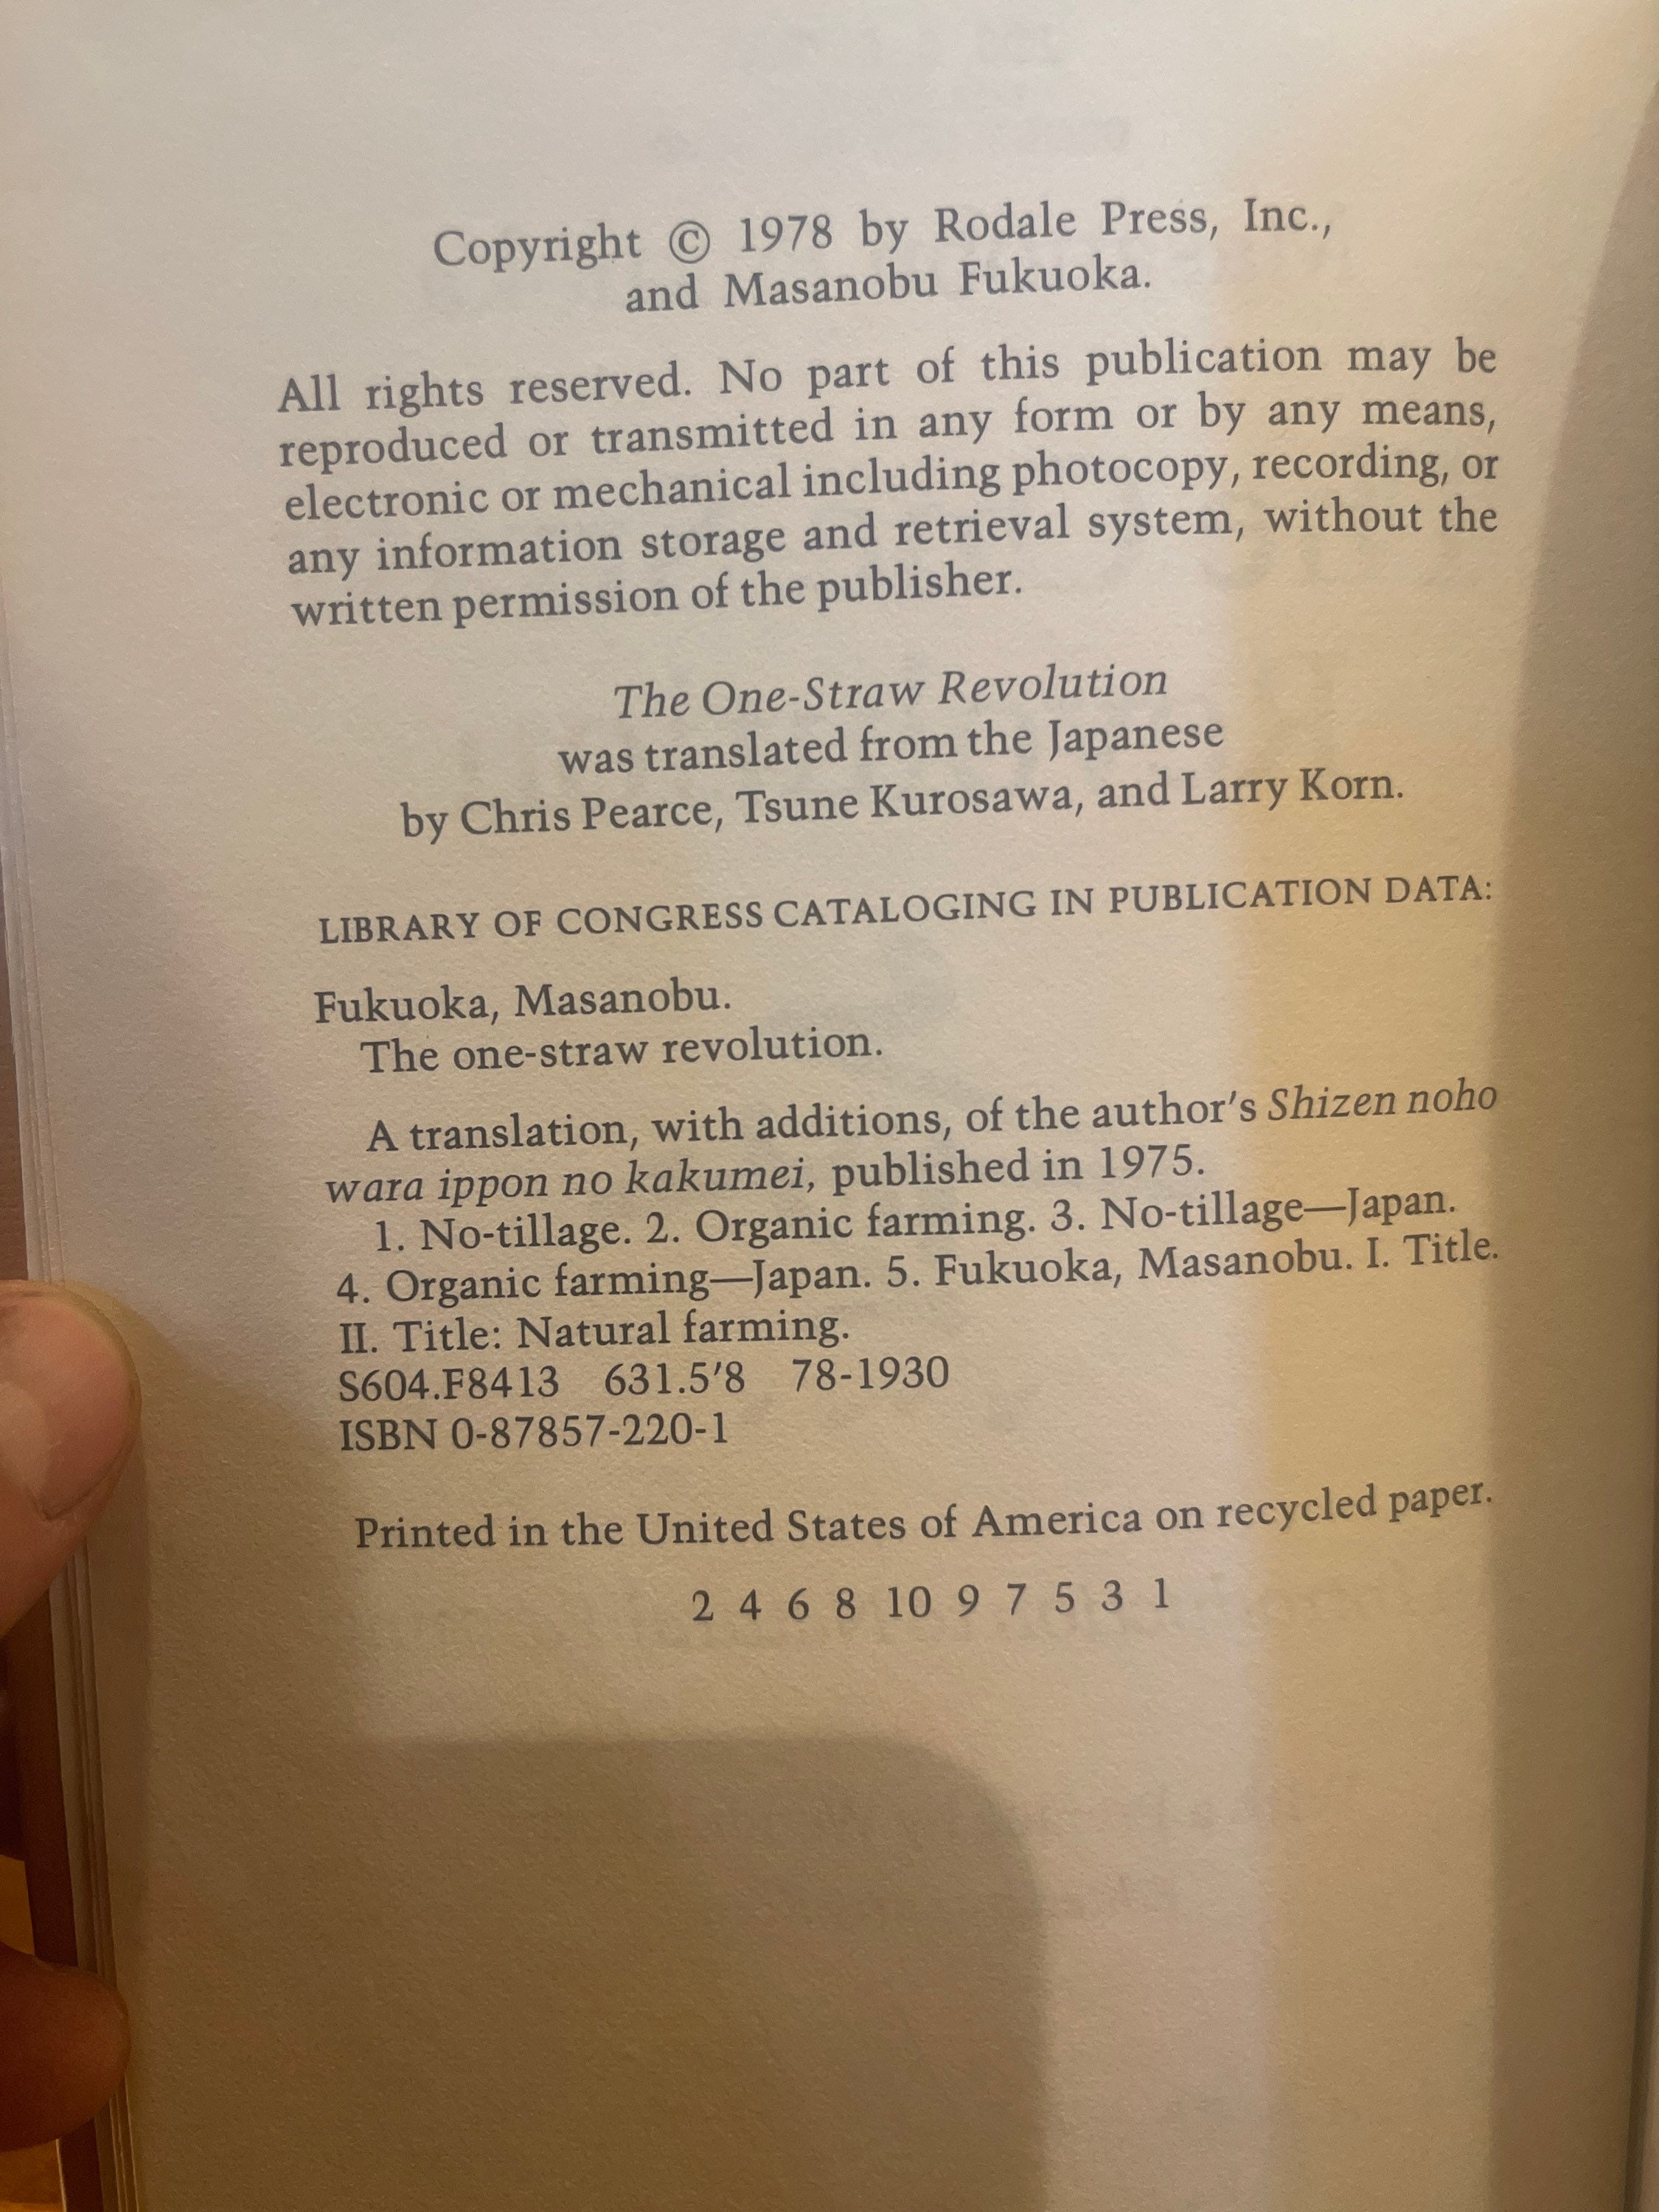 Copyright © 1978 by Rodale Press, Inc.,
and Masanobu Fukuoka.
All rights reserved. No part of this publication may be
reproduced or transmitted in any form or by any means,
electronic or mechanical including photocopy, recording, or
any information storage and retrieval system, without the
written permission of the publisher.
The One-Straw Revolution
was translated from the Japanese
by Chris Pearce, Tsune Kurosawa, and Larry Korn.
LIBRARY OF CONGRESS CATALOGING IN PUBLICATION DATA:
Fukuoka, Masanobu.
The one-straw revolution.
A translation, with additions, of the author's Shizen noho
wara ippon no kakumei, published in 1975.
1. No-tillage. 2. Organic farming. 3. No-tillage—Japan.
4. Organic farming—Japan. 5. Fukuoka, Masanobu. I. Title.
II. Title: Natural farming.
S604.F8413 631.5'8 78-1930
ISBN 0-87857-220-1
Printed in the United States of America on recycled paper.
2 4 6 8 10 9 7 5 3 1